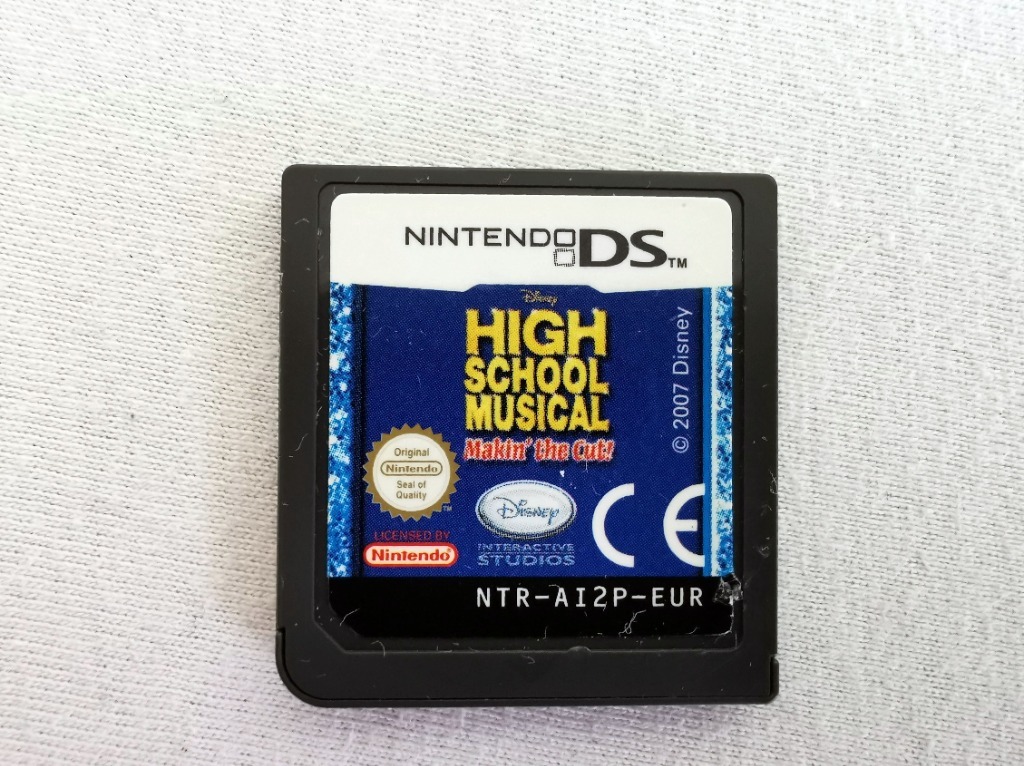 NINTENDO DS™
Disney
HIGH
SCHOOL
MUSICAL
Makin' the Cut!
© 2007 Disney
Original
Nintendo
Seal of
Quality
TM
LICENSED BY
Nintendo®
Disney
INTERACTIVE
STUDIOS
CE
NTR-AI2P-EUR